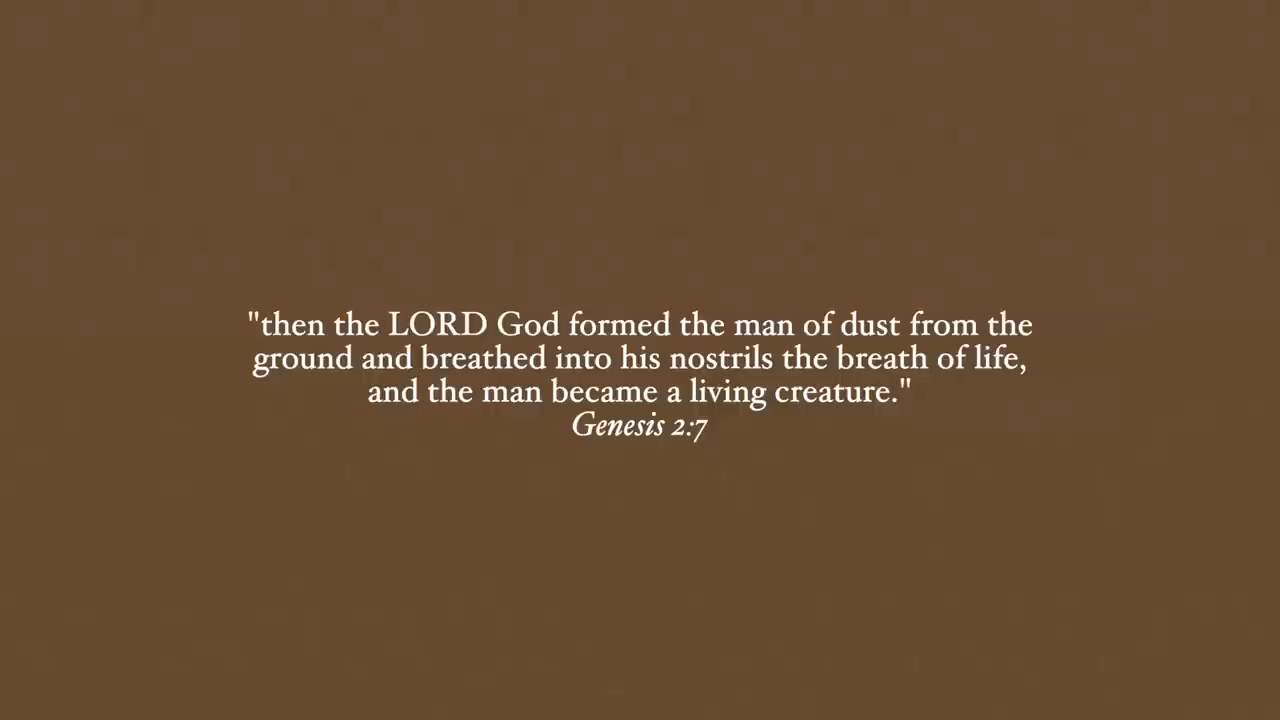 "then the LORD God formed the man of dust from the
ground and breathed into his nostrils the breath of life,
and the man became a living creature."
Genesis 2:7